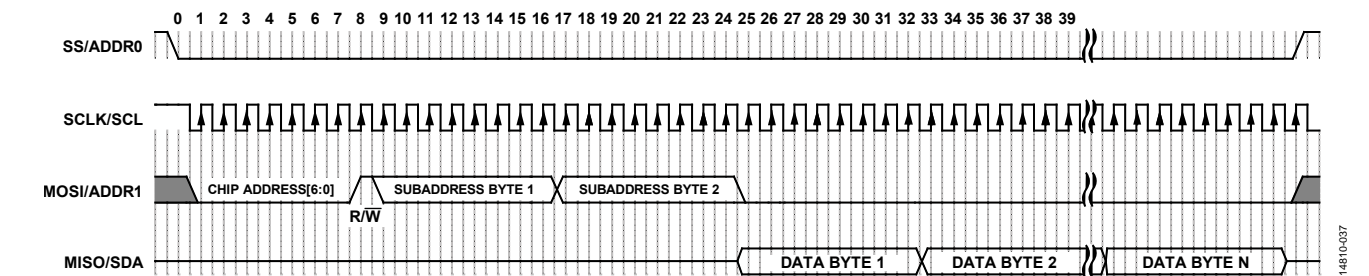 0 1 2 3 4 5 6 7 8 9 10 11 12 13 14 15 16 17 18 19 20 21 22 23 24 25 26 27 28 29 30 31 32 33 34 35 36 37 38 39
SS/ADDR0
SCLK/SCL
MOSI/ADDR1 CHIP ADDRESS[6:0] SUBADDRESS BYTE 1 SUBADDRESS BYTE 2
R/W̅
MISO/SDA DATA BYTE 1 DATA BYTE 2 DATA BYTE N
14810-037